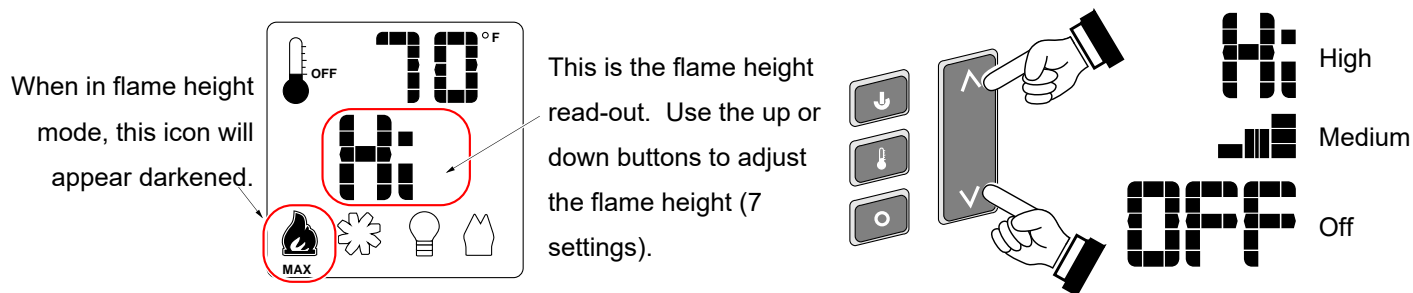 When in flame height
mode, this icon will
appear darkened.
OFF
70°F
Hi
MAX
This is the flame height
read-out. Use the up or
down buttons to adjust
the flame height (7
settings).
Hi High
Medium
OFF Off